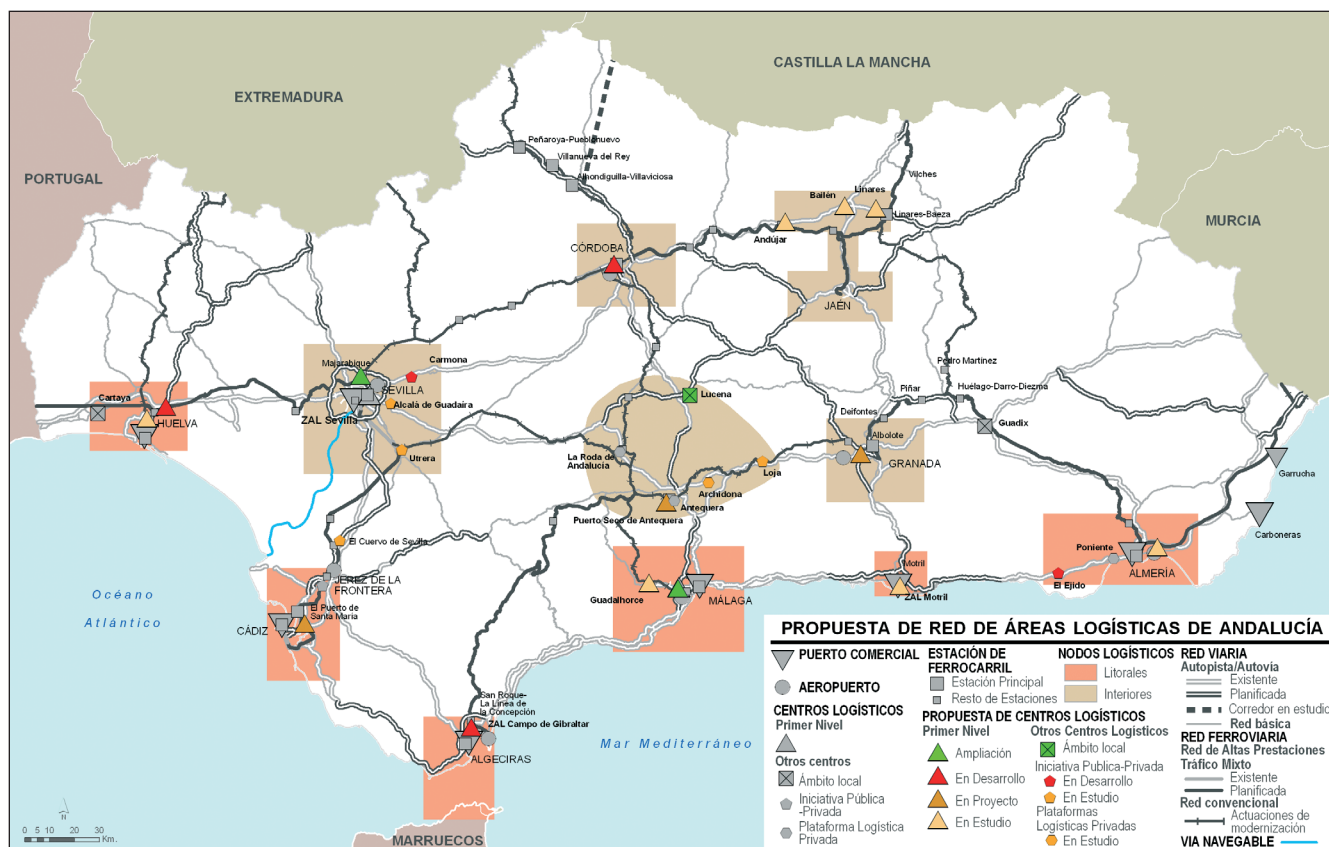 CASTILLA LA MANCHA
EXTREMADURA
PORTUGAL
MURCIA
Peñaroya-Pueblonuevo
Villanueva del Rey
Alhondiguilla-Villaviciosa
Vilches
Linares
Bailén
Linares-Baeza
Andújar
CÓRDOBA
JAÉN
Majarabique
Carmona
SEVILLA
Cartaya
HUELVA
Alcalá de Guadaíra
ZAL Sevilla
Utrera
Lucena
Pedro Martínez
Piñar
Huélago-Darro-Diezma
Deifontes
Guadix
Albolote
GRANADA
La Roda de
Andalucía
Loja
Archidona
Antequera
Puerto Seco de Antequera
Garrucha
Carboneras
El Cuervo de Sevilla
JEREZ DE LA
FRONTERA
El Puerto de
Santa María
CÁDIZ
Guadalhorce
MÁLAGA
Motril
ZAL Motril
Poniente
El Ejido
ALMERÍA
Océano
Atlántico
San Roque-
La Línea de
la Concepción
ZAL Campo de Gibraltar
ALGECIRAS
Mar Mediterráneo
MARRUECOS
N
0 5 10 20 30
Km.
PROPUESTA DE RED DE ÁREAS LOGÍSTICAS DE ANDALUCÍA
PUERTO COMERCIAL
AEROPUERTO
CENTROS LOGÍSTICOS
Primer Nivel
Otros centros
Ámbito local
Iniciativa Pública
-Privada
Plataforma Logística
Privada
ESTACIÓN DE
FERROCARRIL
Estación Principal
Resto de Estaciones
NODOS LOGÍSTICOS
Litorales
Interiores
PROPUESTA DE CENTROS LOGÍSTICOS
Primer Nivel
Ampliación
En Desarrollo
En Proyecto
En Estudio
Otros Centros Logísticos
Ámbito local
Iniciativa Publica-Privada
En Desarrollo
En Estudio
Plataformas
Logísticas Privadas
En Estudio
RED VIARIA
Autopista/Autovia
Existente
Planificada
Corredor en estudio
Red básica
RED FERROVIARIA
Red de Altas Prestaciones
Tráfico Mixto
Existente
Planificada
Red convencional
Actuaciones de
modernización
VIA NAVEGABLE